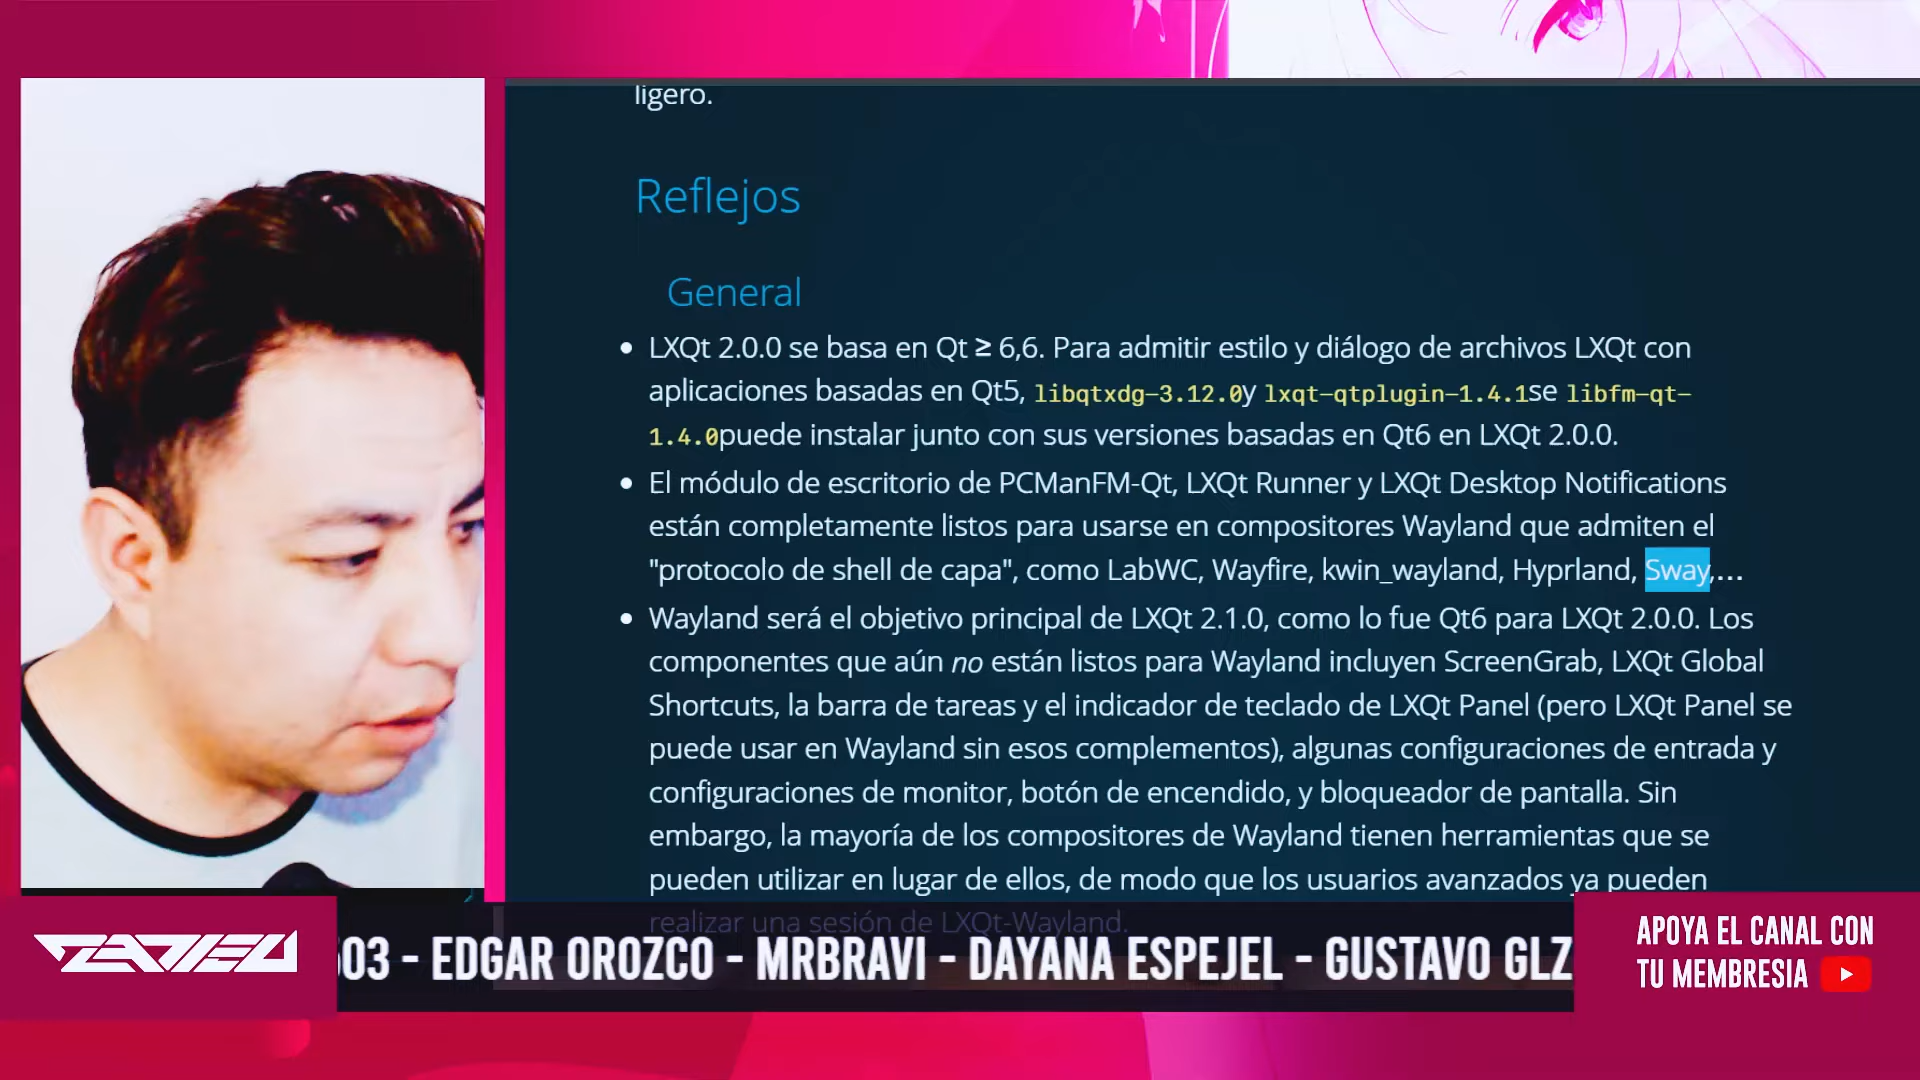 ligero.
Reflejos
General
• LXQt 2.0.0 se basa en Qt ≥ 6,6. Para admitir estilo y diálogo de archivos LXQt con
aplicaciones basadas en Qt5, libqtxdg-3.12.0y lxqt-qtplugin-1.4.1se libfm-qt-
1.4.0puede instalar junto con sus versiones basadas en Qt6 en LXQt 2.0.0.
• El módulo de escritorio de PCManFM-Qt, LXQt Runner y LXQt Desktop Notifications
están completamente listos para usarse en compositores Wayland que admiten el
"protocolo de shell de capa", como LabWC, Wayfire, kwin_wayland, Hyprland, Sway,...
• Wayland será el objetivo principal de LXQt 2.1.0, como lo fue Qt6 para LXQt 2.0.0. Los
componentes que aún no están listos para Wayland incluyen ScreenGrab, LXQt Global
Shortcuts, la barra de tareas y el indicador de teclado de LXQt Panel (pero LXQt Panel se
puede usar en Wayland sin esos complementos), algunas configuraciones de entrada y
configuraciones de monitor, botón de encendido, y bloqueador de pantalla. Sin
embargo, la mayoría de los compositores de Wayland tienen herramientas que se
pueden utilizar en lugar de ellos, de modo que los usuarios avanzados ya pueden
realizar una sesión de LXQt-Wayland.
503 - EDGAR OROZCO - MRBRAVI - DAYANA ESPEJEL - GUSTAVO GLZ
APOYA EL CANAL CON
TU MEMBRESIA